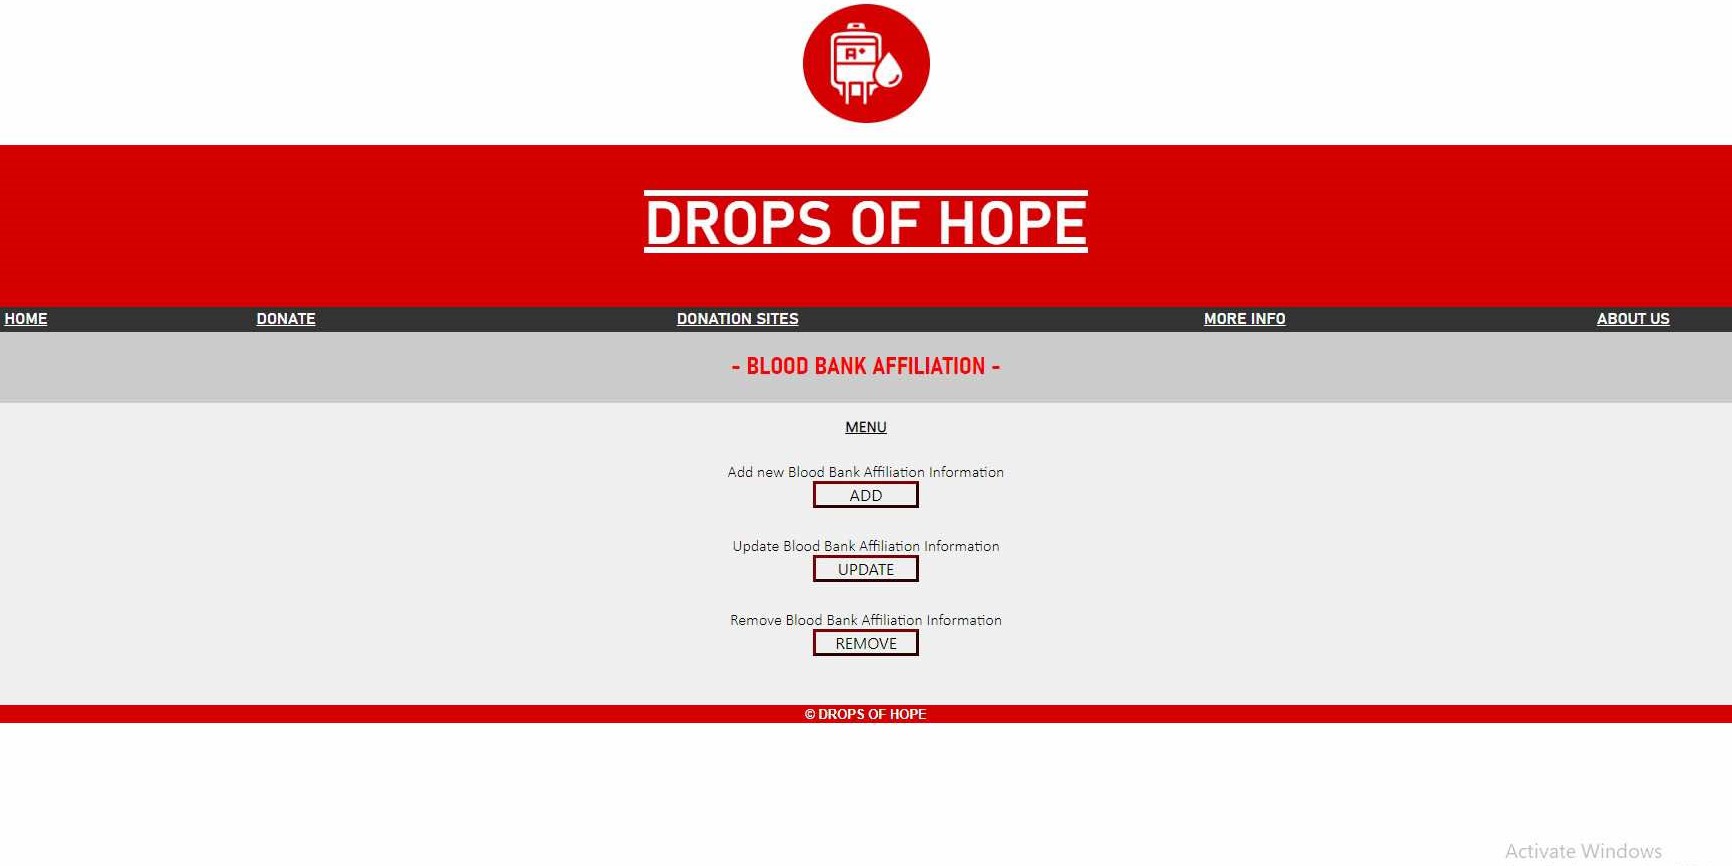 A+
DROPS OF HOPE
HOME DONATE DONATION SITES MORE INFO ABOUT US
- BLOOD BANK AFFILIATION -
MENU
Add new Blood Bank Affiliation Information
ADD
Update Blood Bank Affiliation Information
UPDATE
Remove Blood Bank Affiliation Information
REMOVE
© DROPS OF HOPE
Activate Windows